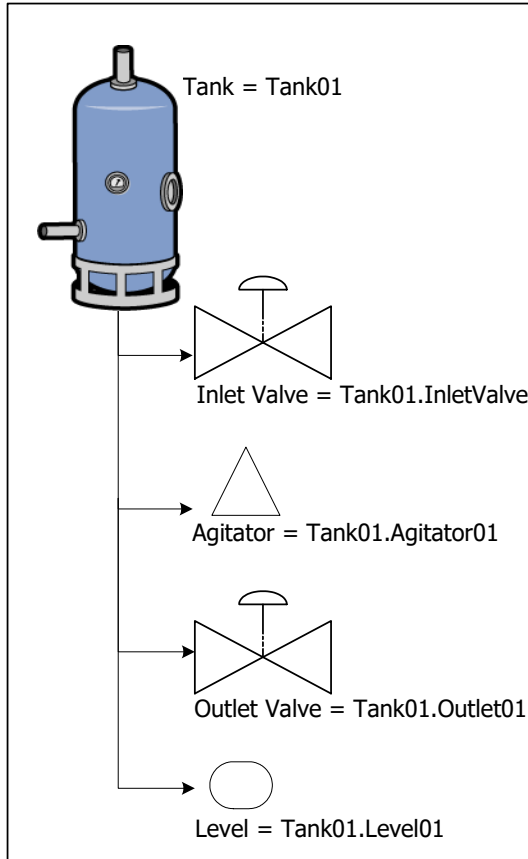 Tank = Tank01
Inlet Valve = Tank01.InletValve
Agitator = Tank01.Agitator01
Outlet Valve = Tank01.Outlet01
Level = Tank01.Level01